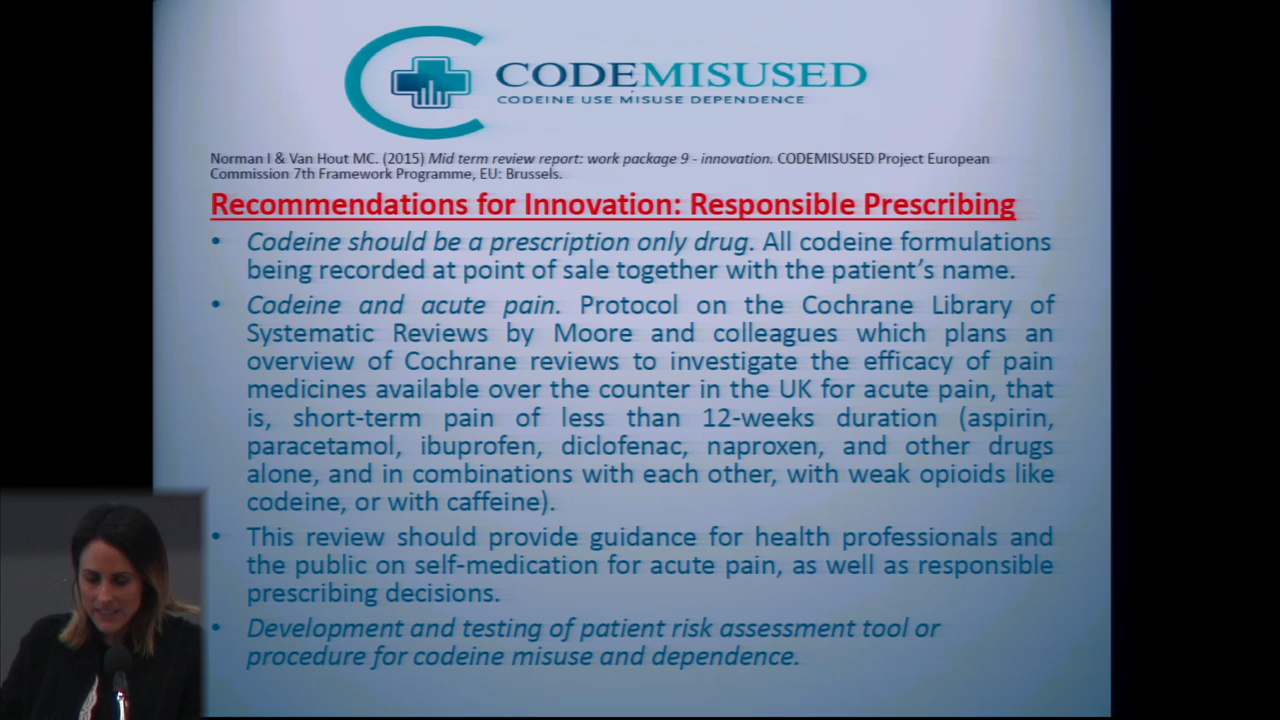 CODEMISUSED
CODEINE USE MISUSE DEPENDENCE
Norman I & Van Hout MC. (2015) Mid term review report: work package 9 - innovation. CODEMISUSED Project European
Commission 7th Framework Programme, EU: Brussels.
Recommendations for Innovation: Responsible Prescribing
• Codeine should be a prescription only drug. All codeine formulations
being recorded at point of sale together with the patient’s name.
• Codeine and acute pain. Protocol on the Cochrane Library of
Systematic Reviews by Moore and colleagues which plans an
overview of Cochrane reviews to investigate the efficacy of pain
medicines available over the counter in the UK for acute pain, that
is, short-term pain of less than 12-weeks duration (aspirin,
paracetamol, ibuprofen, diclofenac, naproxen, and other drugs
alone, and in combinations with each other, with weak opioids like
codeine, or with caffeine).
• This review should provide guidance for health professionals and
the public on self-medication for acute pain, as well as responsible
prescribing decisions.
• Development and testing of patient risk assessment tool or
procedure for codeine misuse and dependence.